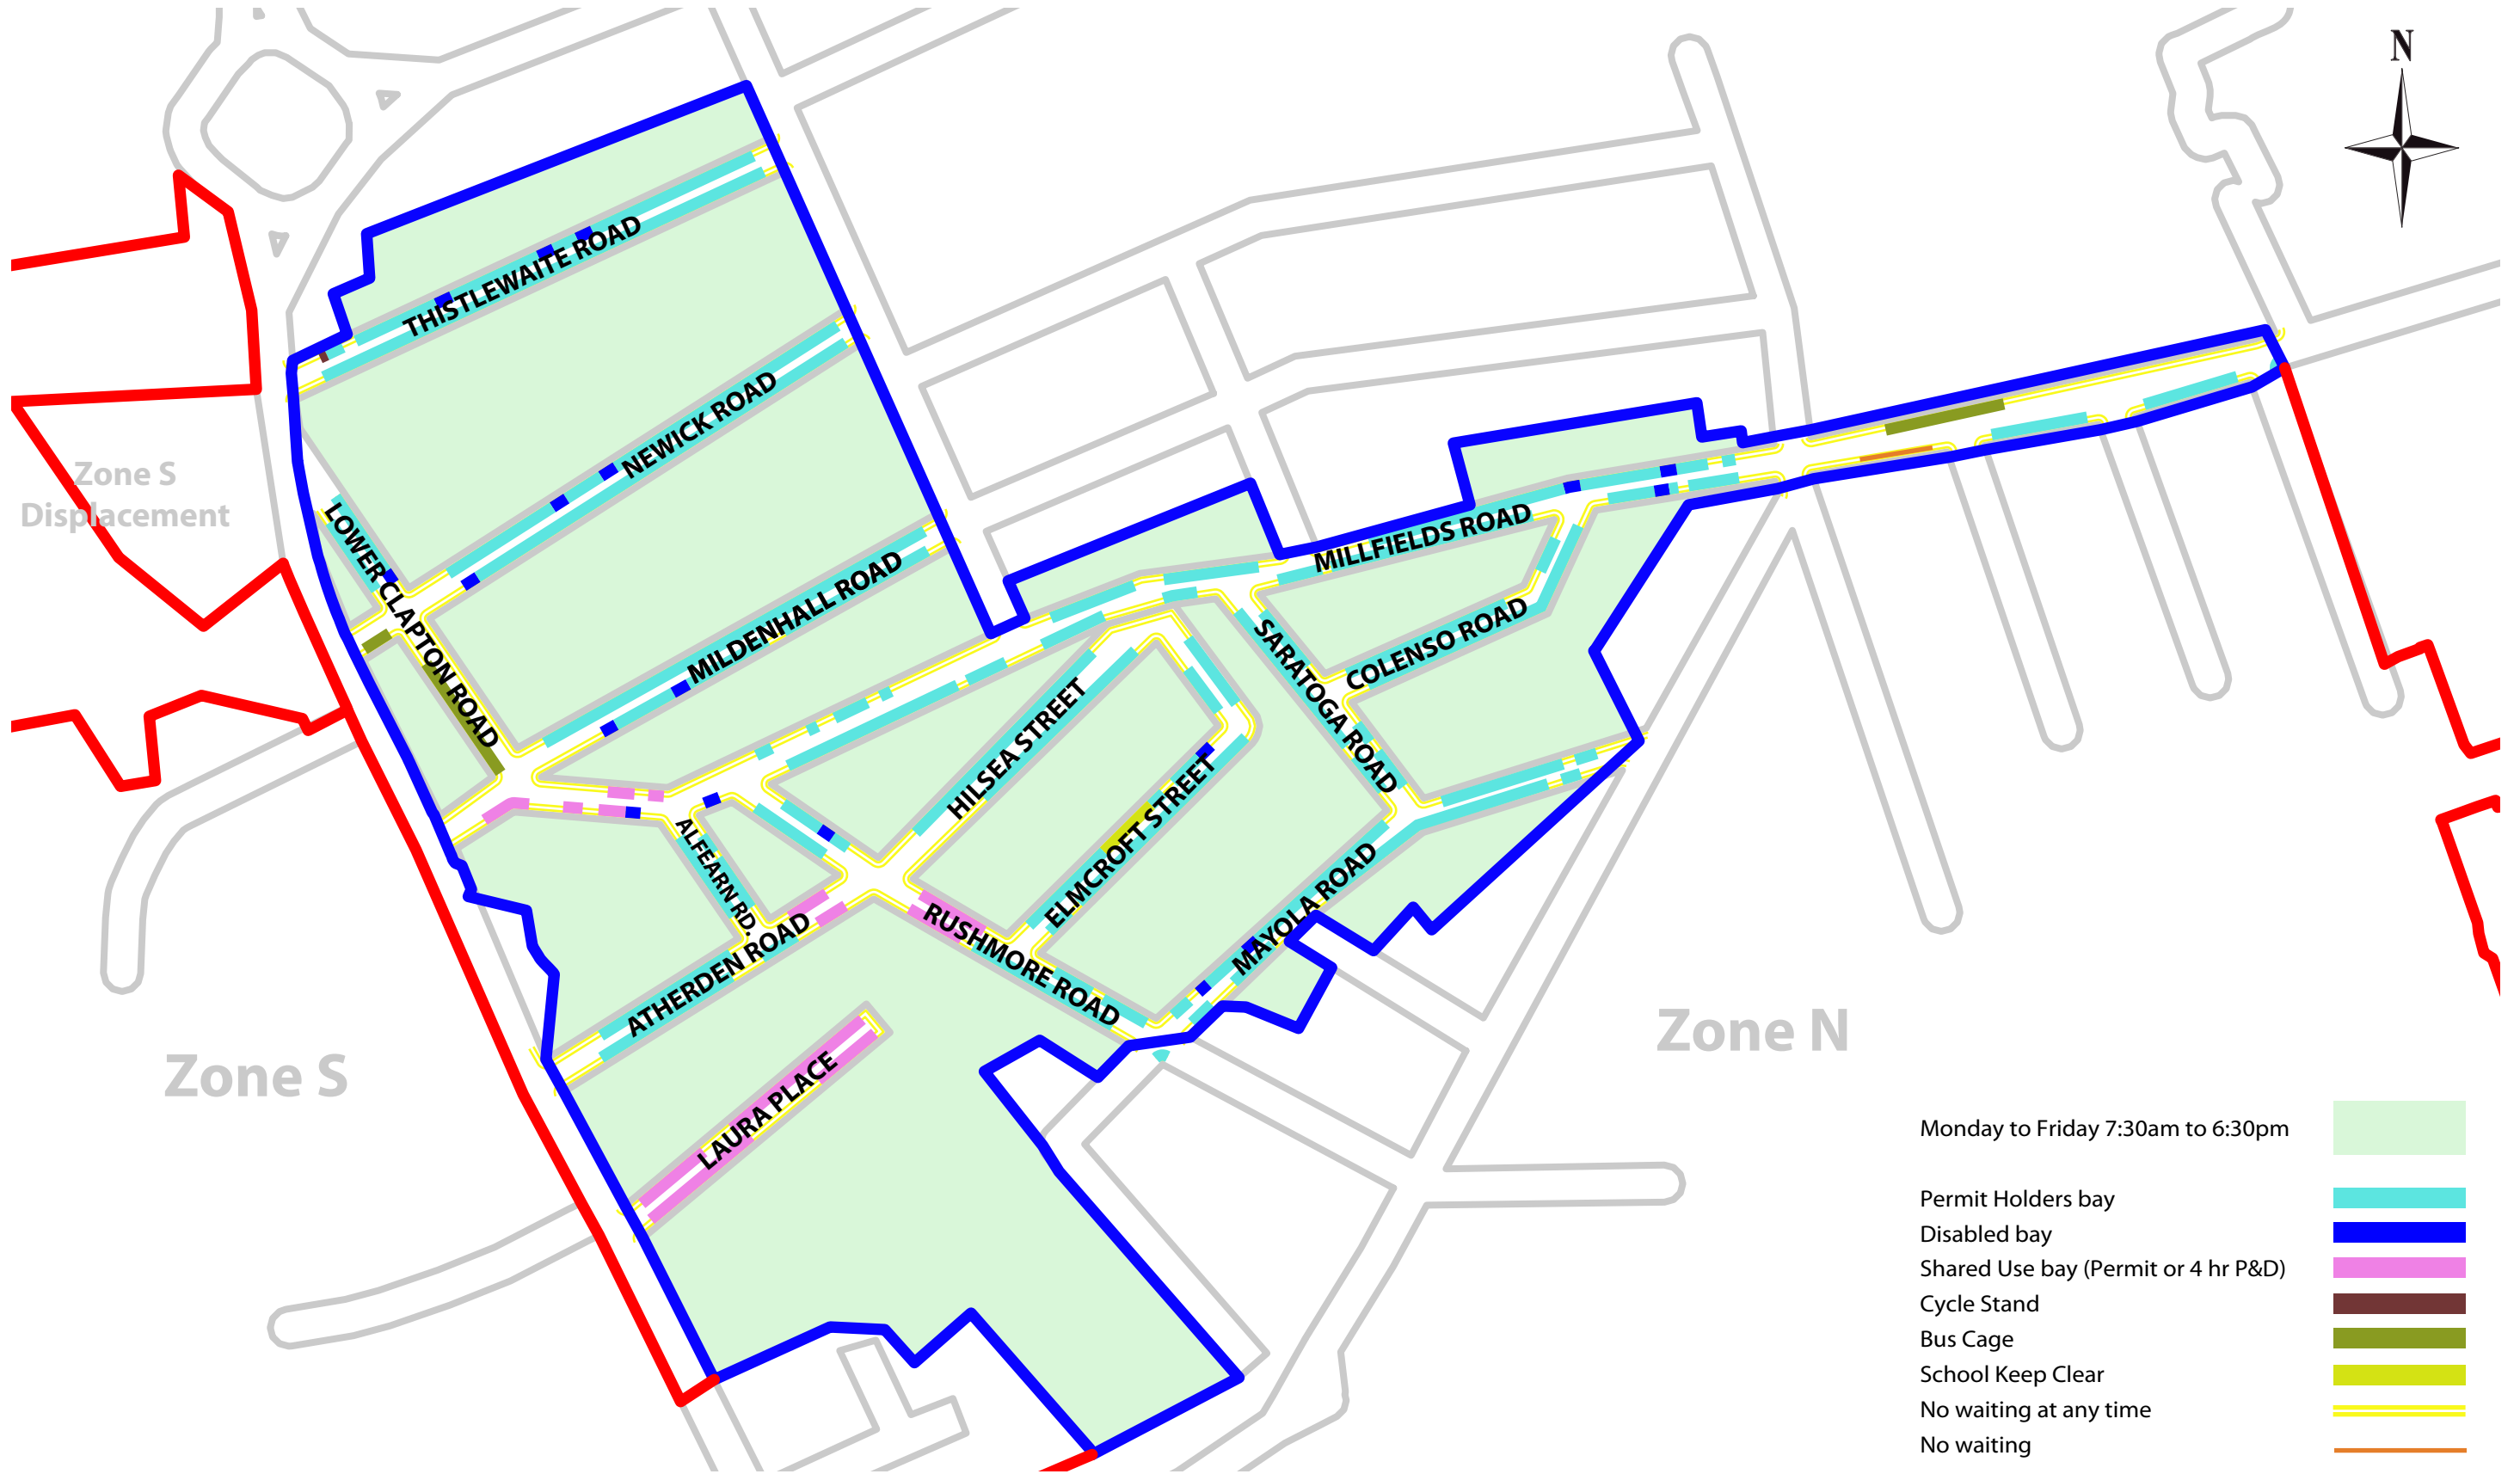 N
THISTLEWAITE ROAD
NEWICK ROAD
Zone S
Displacement
LOWER CLAPTON ROAD
MILDENHALL ROAD
MILLFIELDS ROAD
COLENSO ROAD
SARATOGA ROAD
HILSEA STREET
ELMCROFT STREET
ALFEARN RD.
RUSHMORE ROAD
MAYOLA ROAD
ATHERDEN ROAD
LAURA PLACE
Zone S
Zone N
Monday to Friday 7:30am to 6:30pm
Permit Holders bay
Disabled bay
Shared Use bay (Permit or 4 hr P&D)
Cycle Stand
Bus Cage
School Keep Clear
No waiting at any time
No waiting